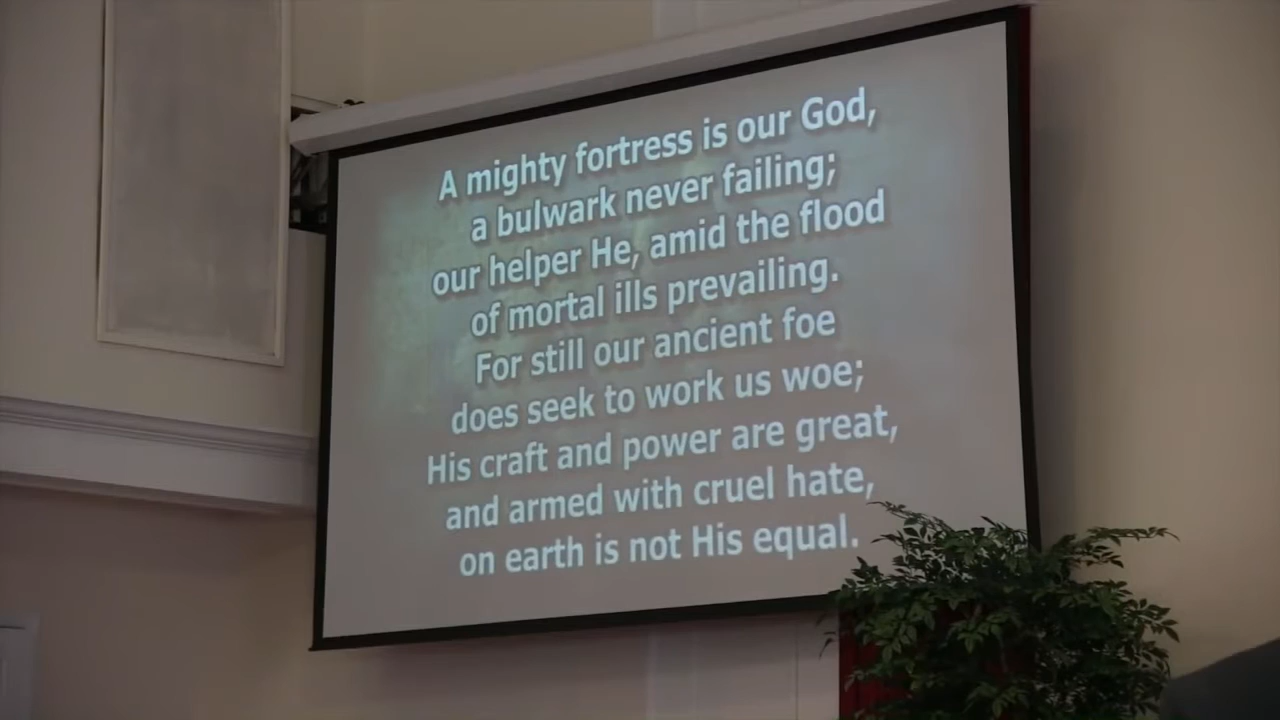 A mighty fortress is our God,
a bulwark never failing;
our helper He, amid the flood
of mortal ills prevailing.
For still our ancient foe
does seek to work us woe;
His craft and power are great,
and armed with cruel hate,
on earth is not His equal.